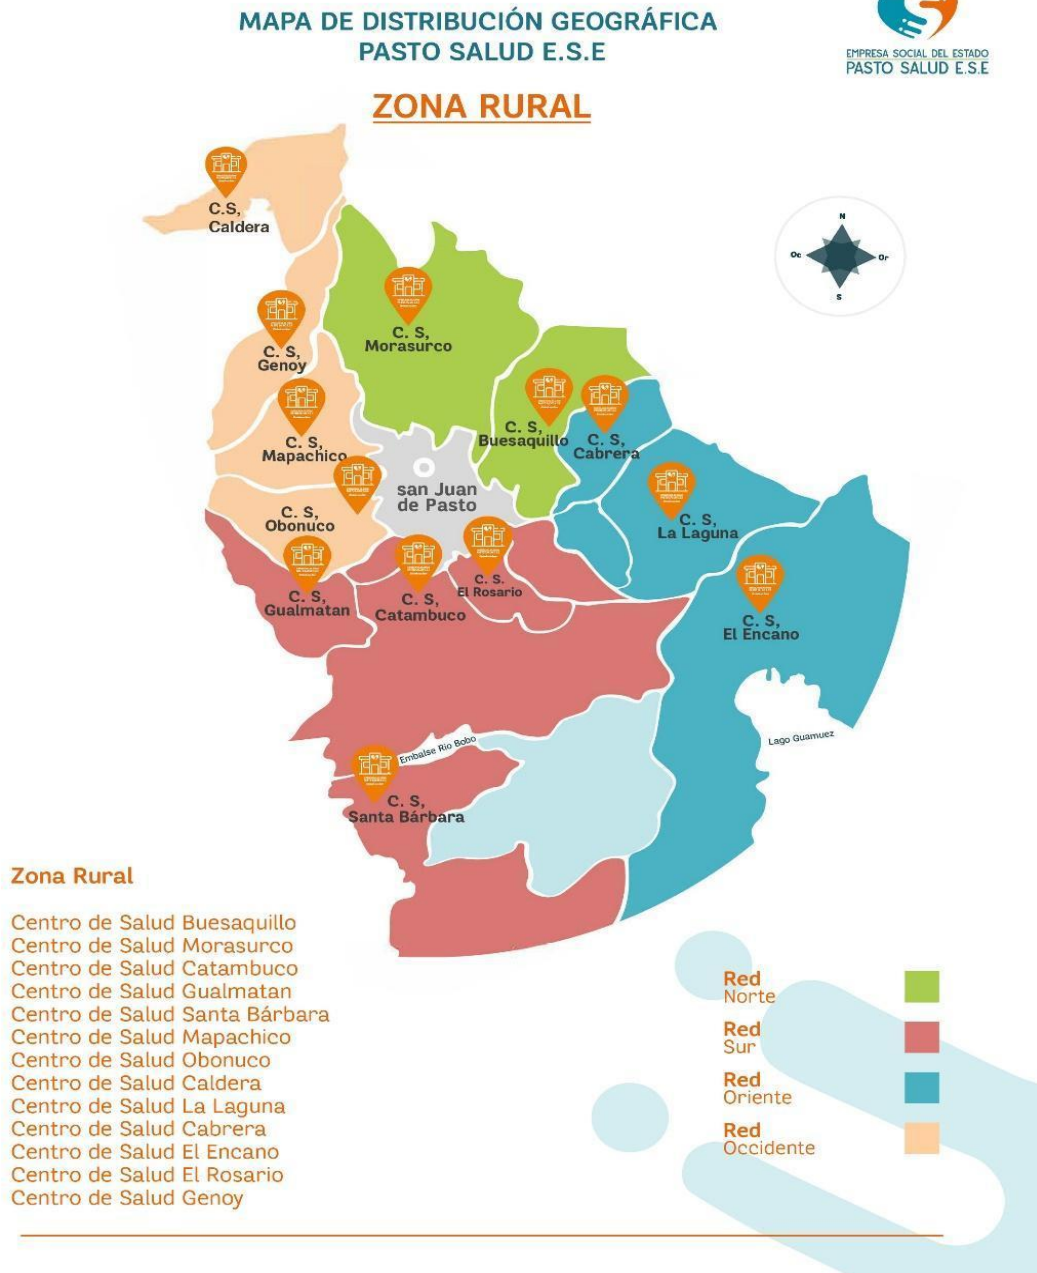 MAPA DE DISTRIBUCIÓN GEOGRÁFICA
PASTO SALUD E.S.E
EMPRESA SOCIAL DEL ESTADO
PASTO SALUD E.S.E
ZONA RURAL
C.S,
Caldera
N
Oc
Or
S
C. S,
Morasurco
C. S,
Genoy
C. S,
Buesaquillo
C. S,
Cabrera
C. S,
Mapachico
san Juan
de Pasto
C. S,
Obonuco
C. S,
La Laguna
C. S.
El Rosario
C. S,
Gualmatan
C. S,
Catambuco
C. S,
El Encano
Lago Guamuez
Embalse Rio Bobo
C. S,
Santa Bárbara
Zona Rural
Centro de Salud Buesaquillo
Centro de Salud Morasurco
Centro de Salud Catambuco
Centro de Salud Gualmatan
Centro de Salud Santa Bárbara
Centro de Salud Mapachico
Centro de Salud Obonuco
Centro de Salud Caldera
Centro de Salud La Laguna
Centro de Salud Cabrera
Centro de Salud El Encano
Centro de Salud El Rosario
Centro de Salud Genoy
Red
Norte
Red
Sur
Red
Oriente
Red
Occidente